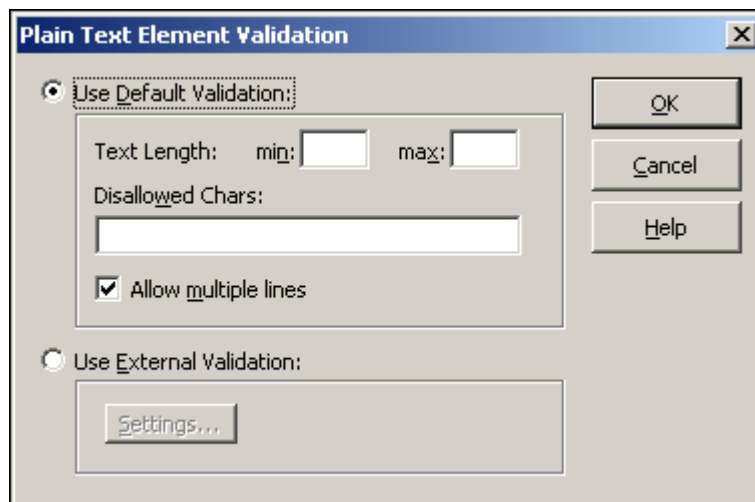 Plain Text Element Validation
Use Default Validation:
OK
Text Length: min: max:
Cancel
Disallowed Chars:
Help
Allow multiple lines
Use External Validation:
Settings...